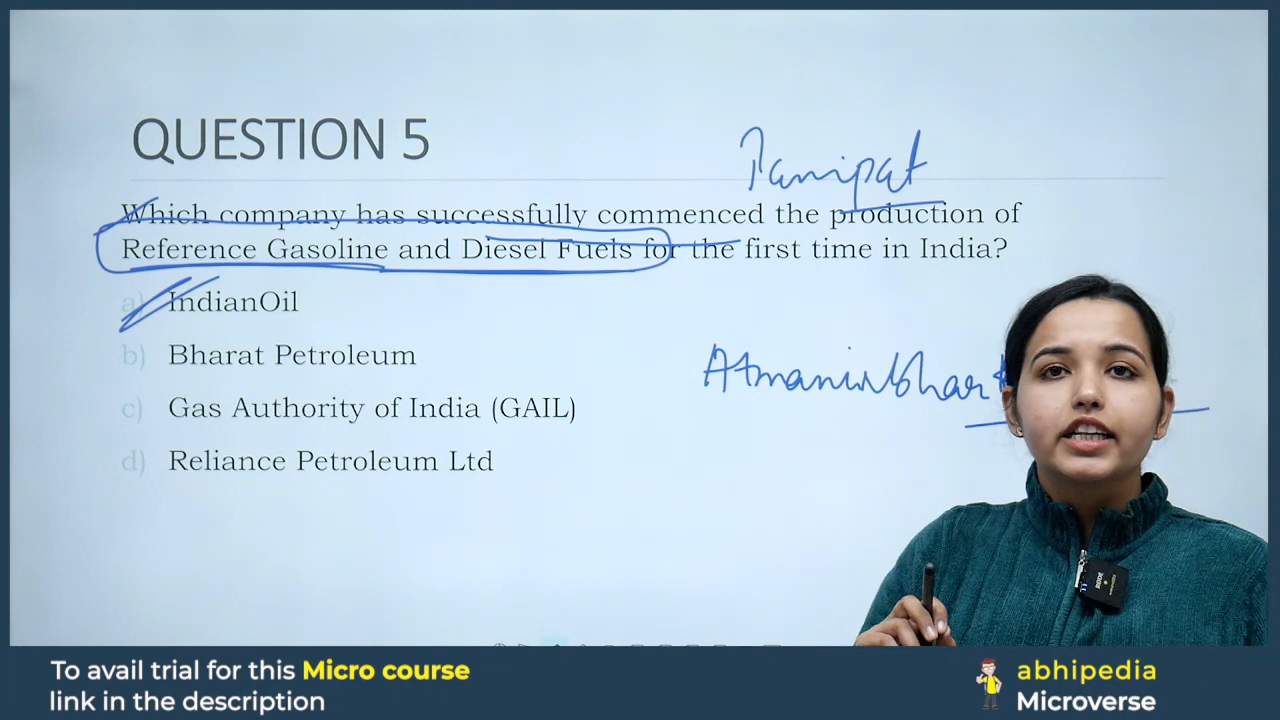 QUESTION 5
Panipat
Which company has successfully commenced the production of
Reference Gasoline and Diesel Fuels for the first time in India?
a) IndianOil
b) Bharat Petroleum
Atmanirbhar
c) Gas Authority of India (GAIL)
d) Reliance Petroleum Ltd
RODE
To avail trial for this Micro course
link in the description
abhipedia
Microverse